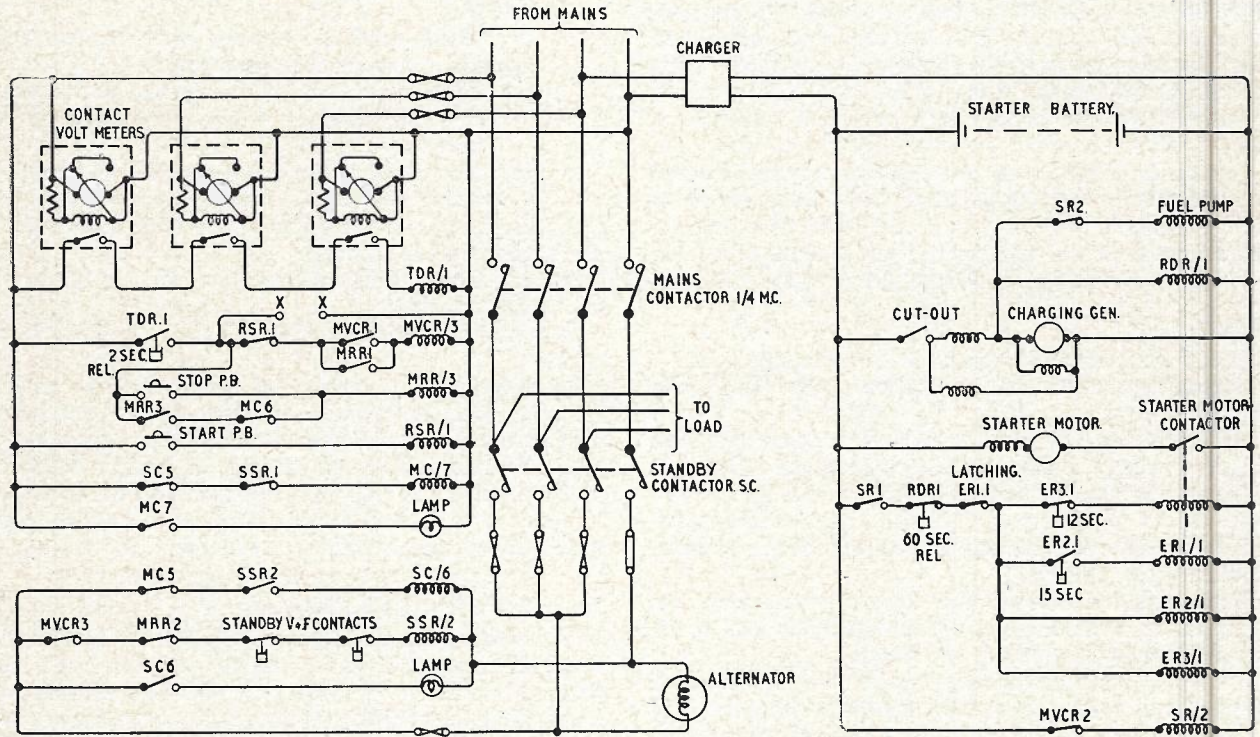 FROM MAINS
CHARGER
CONTACT
VOLT METERS
STARTER BATTERY.
SR2.
FUEL PUMP
TDR/1
MAINS
CONTACTOR 1/4 M.C.
RDR/1
X X
TDR.1
RSR.1
MVCR.1
MVCR/3
CUT-OUT
CHARGING GEN.
2 SEC
REL.
MRR1
STOP P.B.
MRR/3
MRR3
MC6
TO
LOAD
STARTER MOTOR
CONTACTOR
START P.B.
RSR/1
STARTER MOTOR.
SC5
SSR.1
MC/7
STANDBY
CONTACTOR S.C.
LATCHING.
SR1
RDR1
ER1.1
ER3.1
MC7
LAMP
12 SEC.
60 SEC.
REL
ER2.1
ER1/1
15 SEC
MC5
SSR2
SC/6
ER2/1
MVCR3
MRR2
STANDBY V+F CONTACTS
SSR/2
SC6
LAMP
ER3/1
ALTERNATOR
MVCR2
SR/2